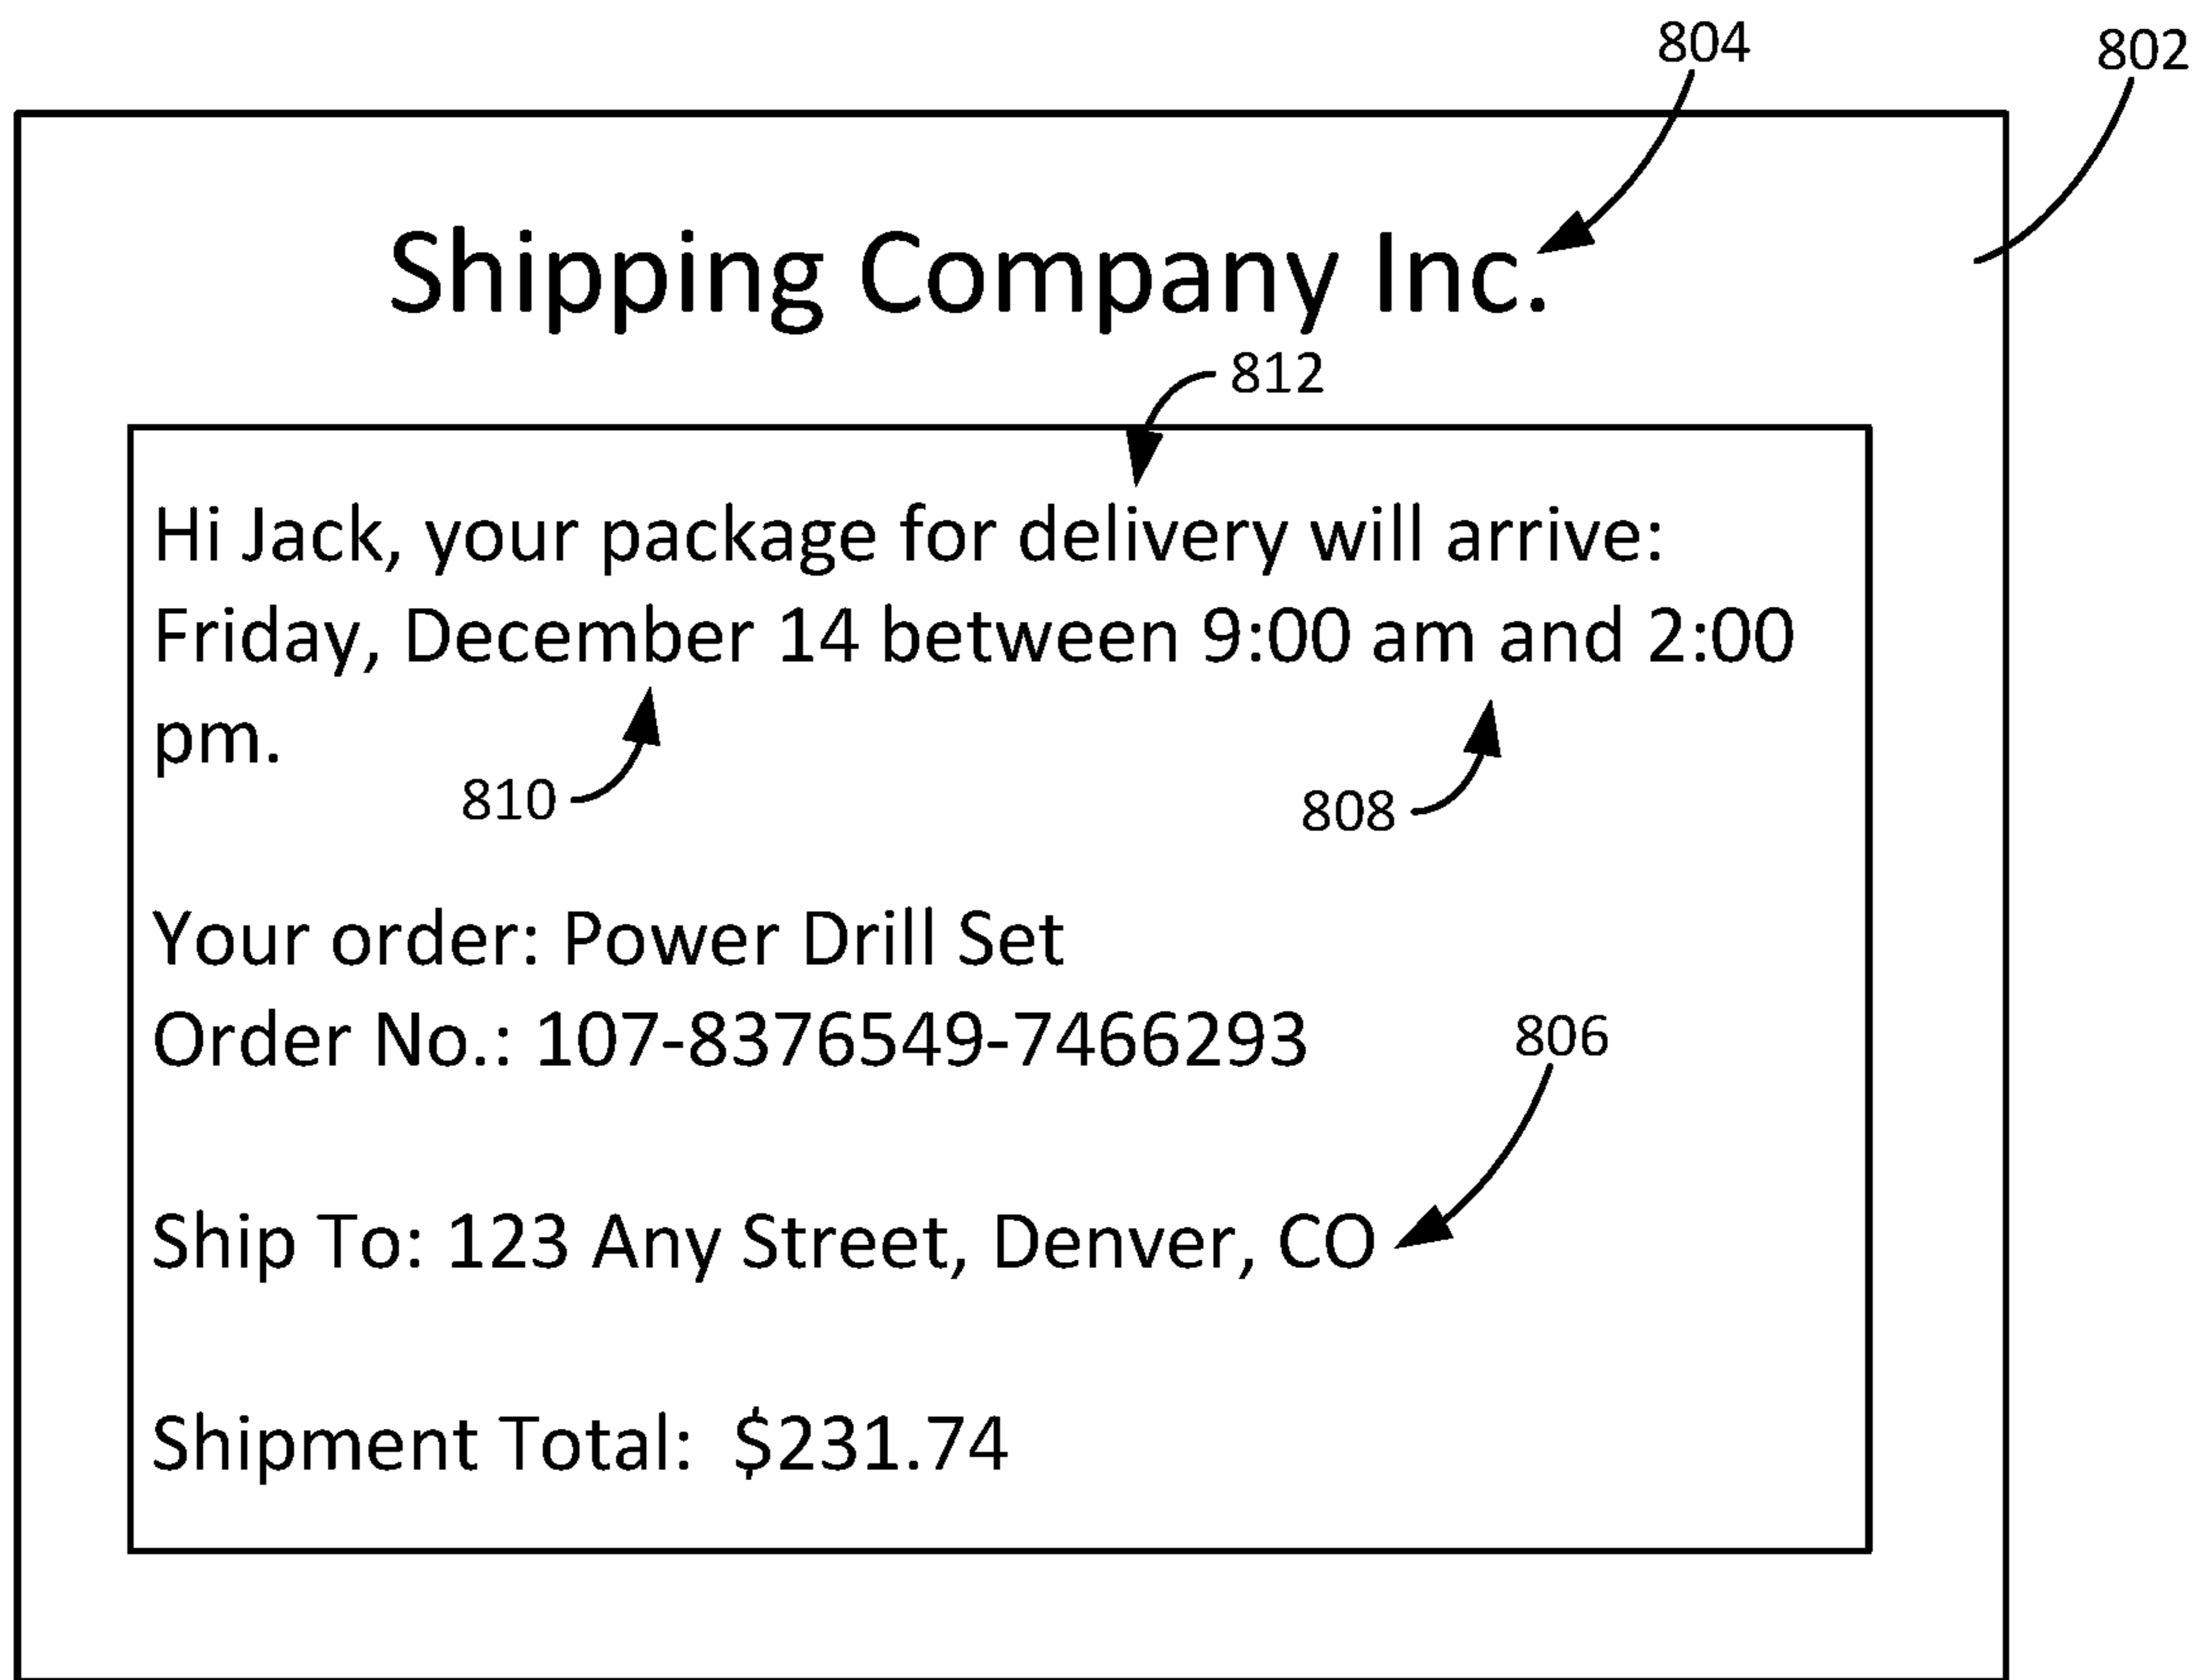 804
802
Shipping Company Inc.
812
Hi Jack, your package for delivery will arrive:
Friday, December 14 between 9:00 am and 2:00
pm.
810
808
Your order: Power Drill Set
Order No.: 107-8376549-7466293
806
Ship To: 123 Any Street, Denver, CO
Shipment Total: $231.74